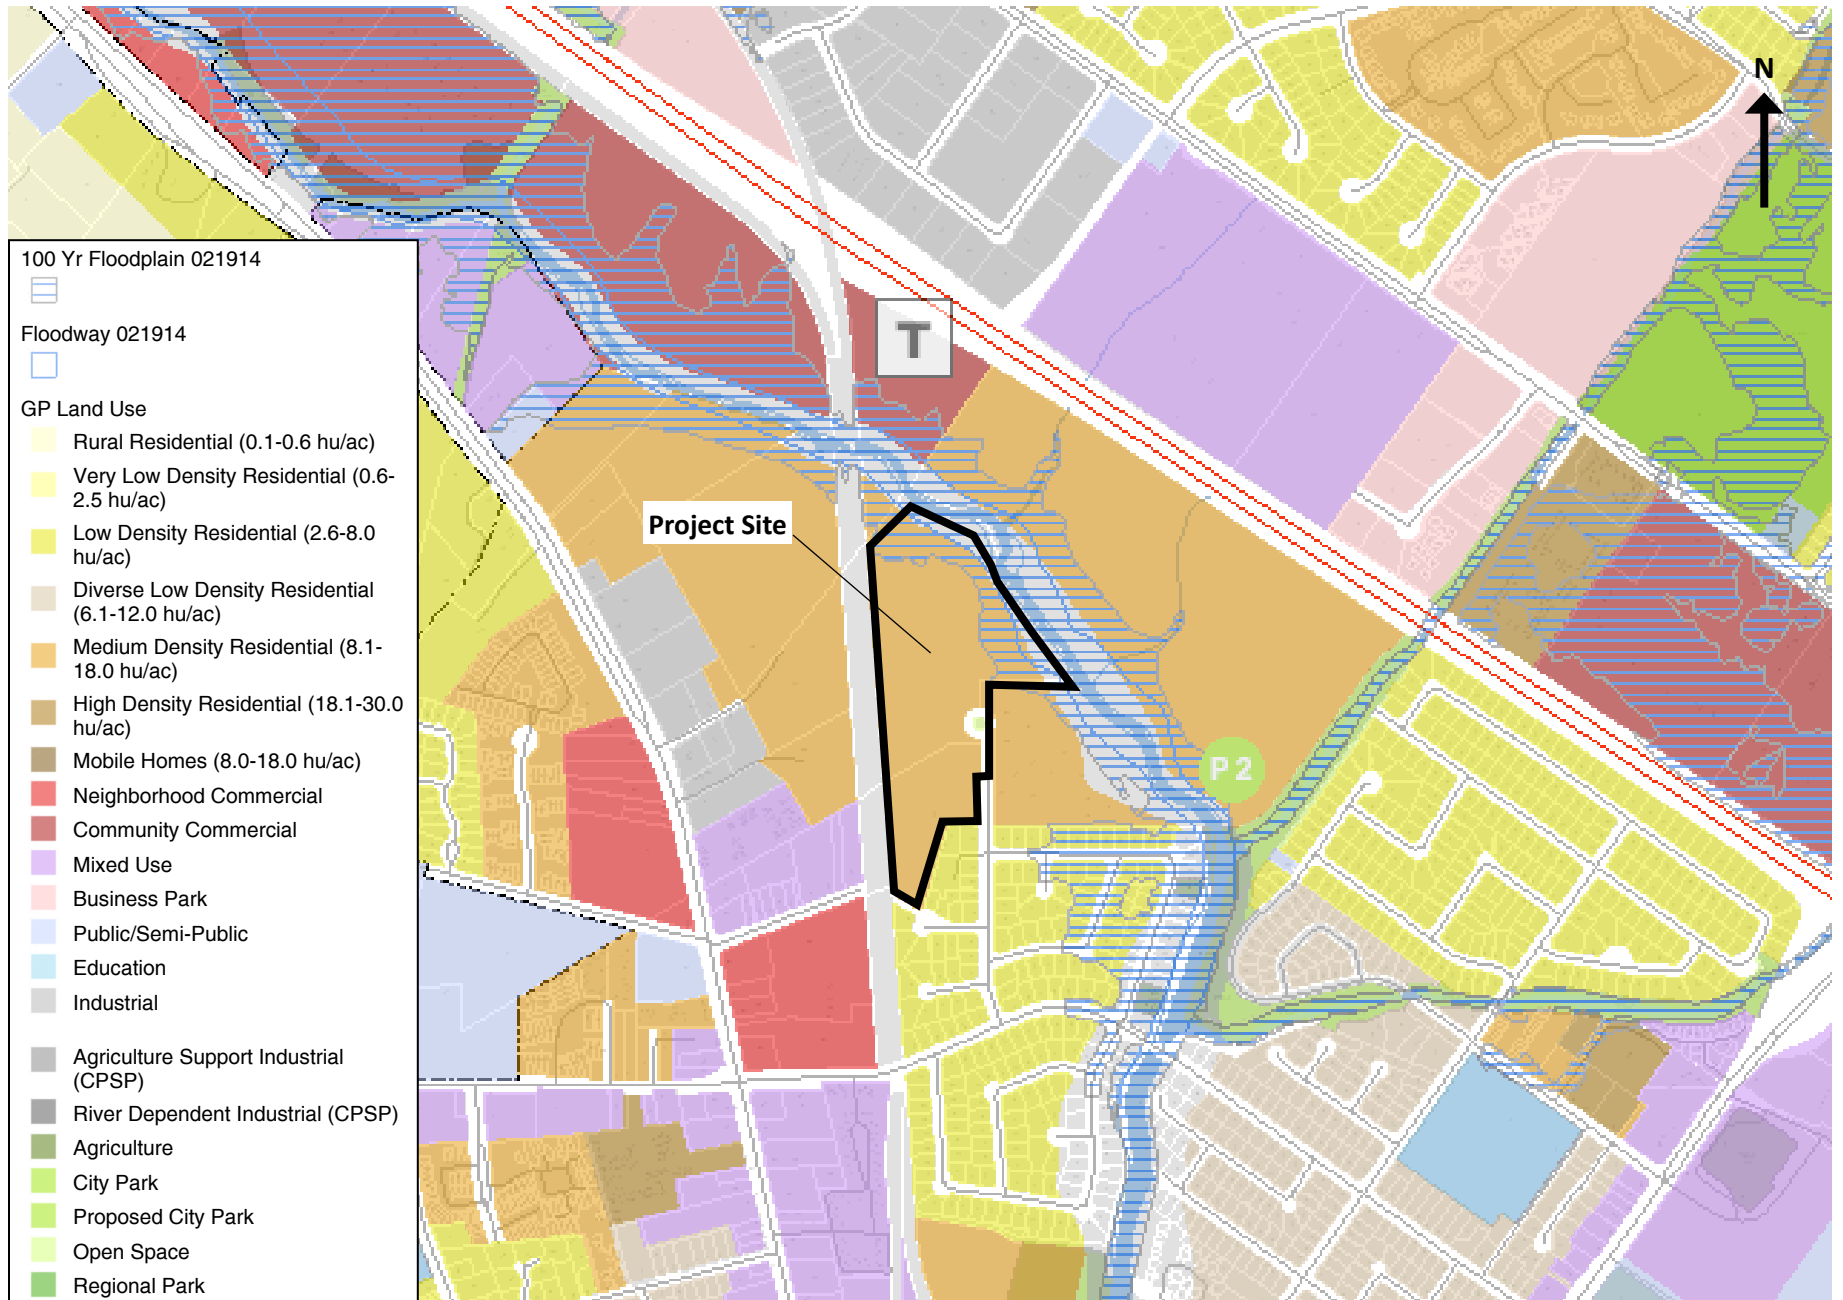 N
100 Yr Floodplain 021914
Floodway 021914
GP Land Use
Rural Residential (0.1-0.6 hu/ac)
Very Low Density Residential (0.6-
2.5 hu/ac)
Low Density Residential (2.6-8.0
hu/ac)
Diverse Low Density Residential
(6.1-12.0 hu/ac)
Medium Density Residential (8.1-
18.0 hu/ac)
High Density Residential (18.1-30.0
hu/ac)
Mobile Homes (8.0-18.0 hu/ac)
Neighborhood Commercial
Community Commercial
Mixed Use
Business Park
Public/Semi-Public
Education
Industrial
Agriculture Support Industrial
(CPSP)
River Dependent Industrial (CPSP)
Agriculture
City Park
Proposed City Park
Open Space
Regional Park
T
Project Site
P 2